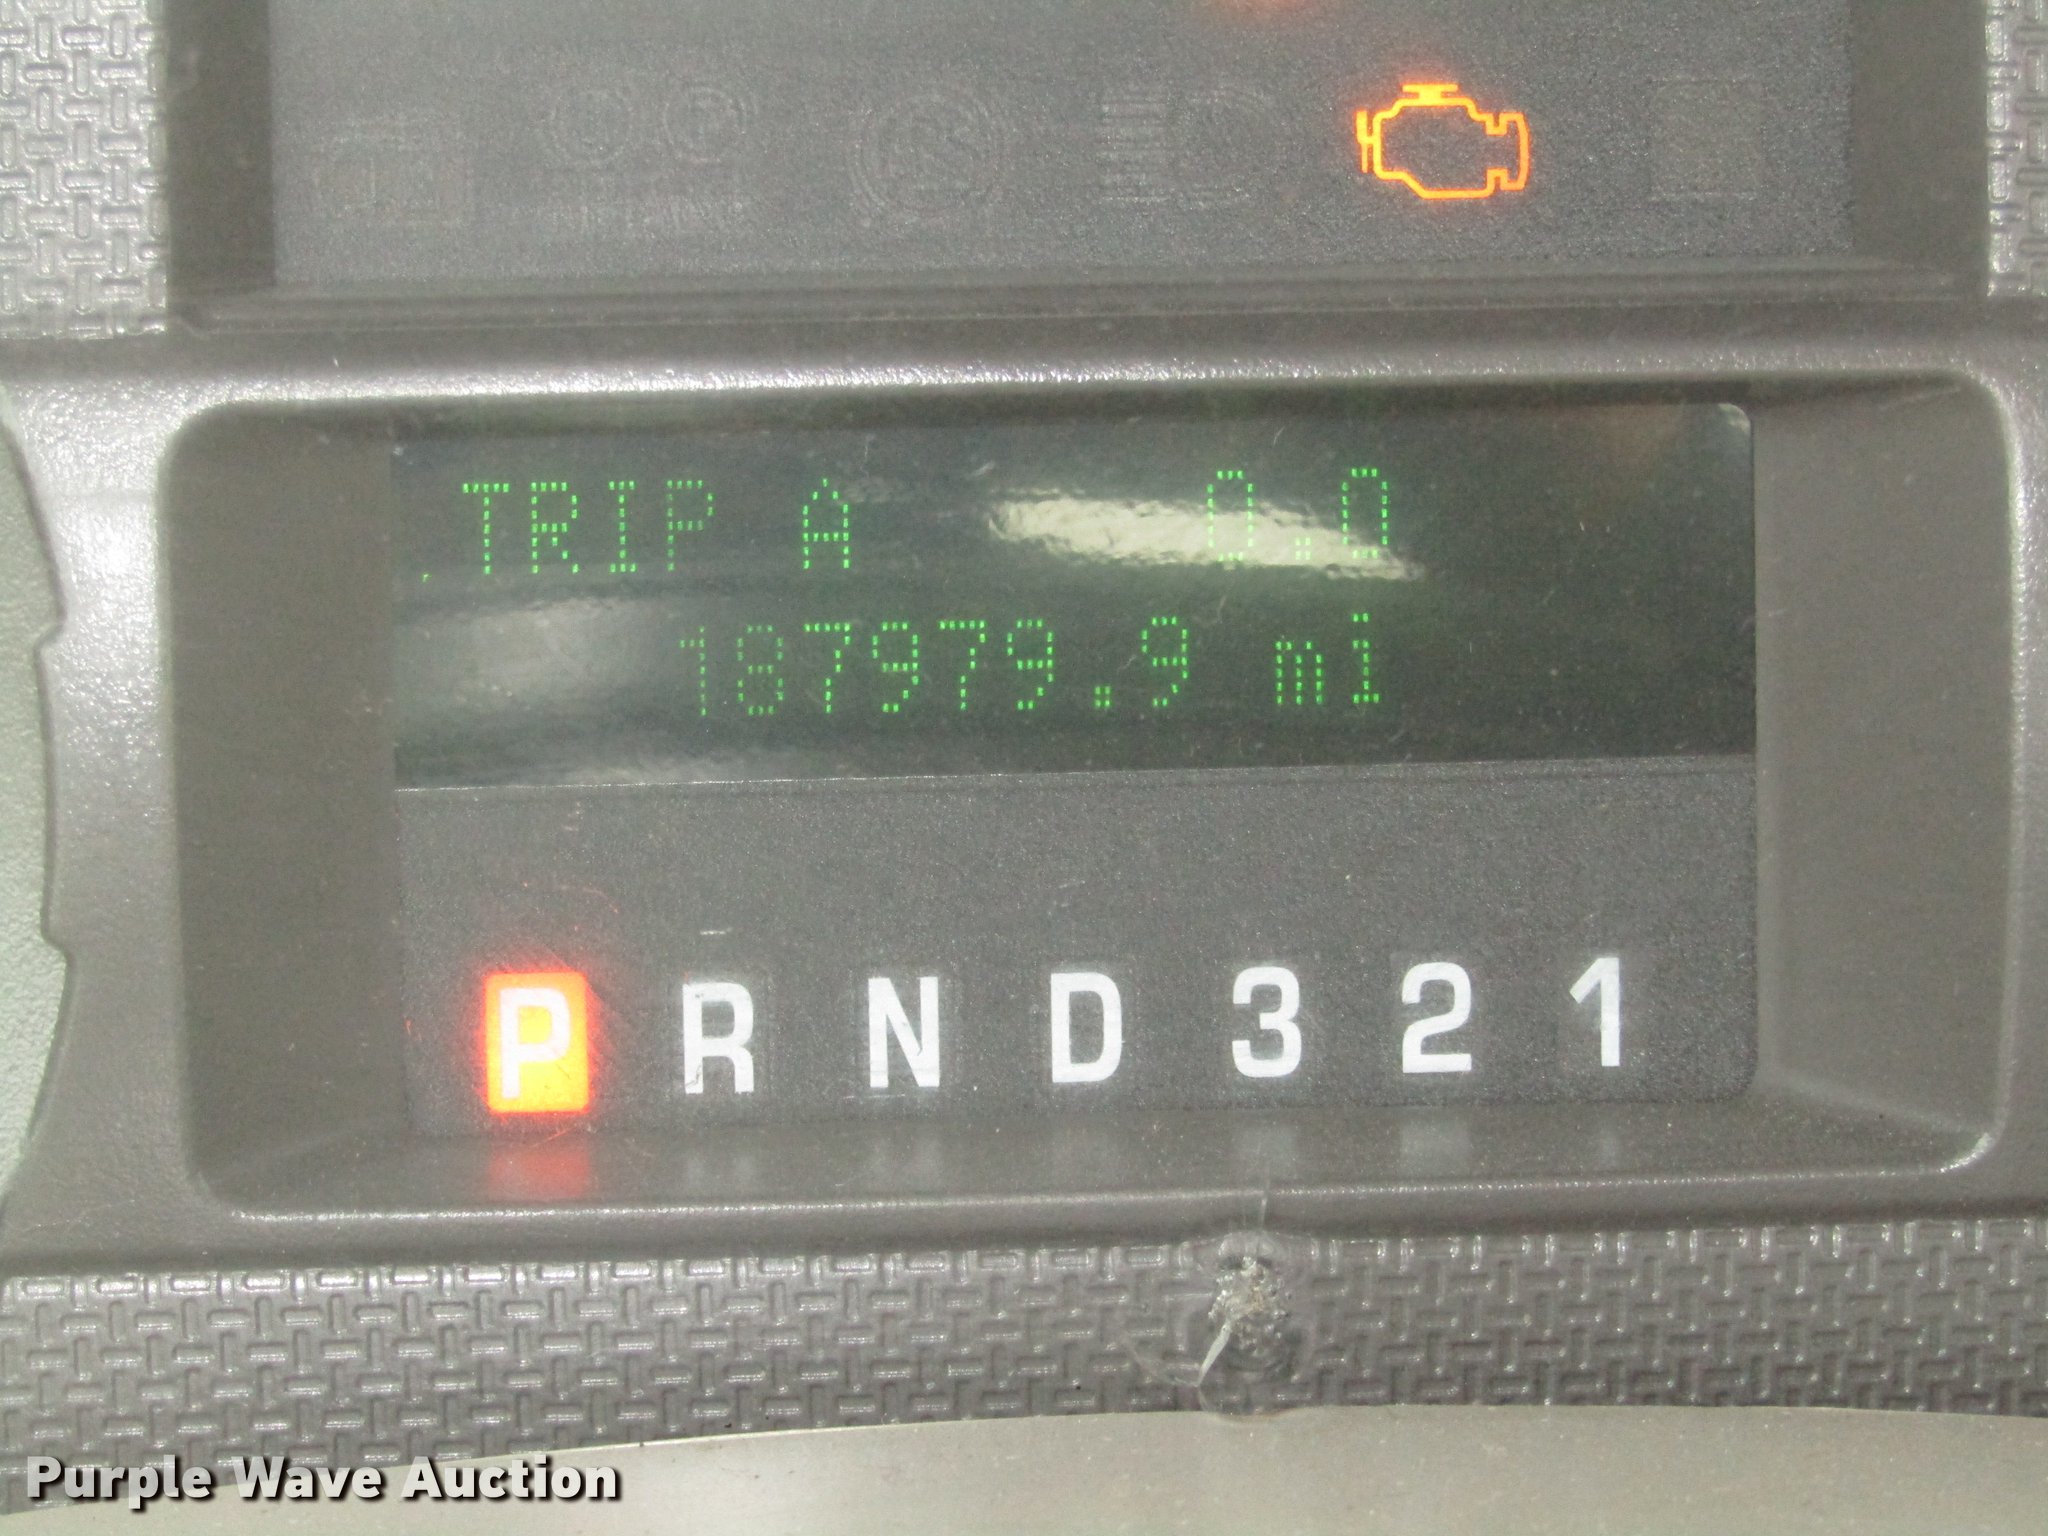 TRIP A 0.0
187979.9 mi
P R N D 3 2 1
Purple Wave Auction